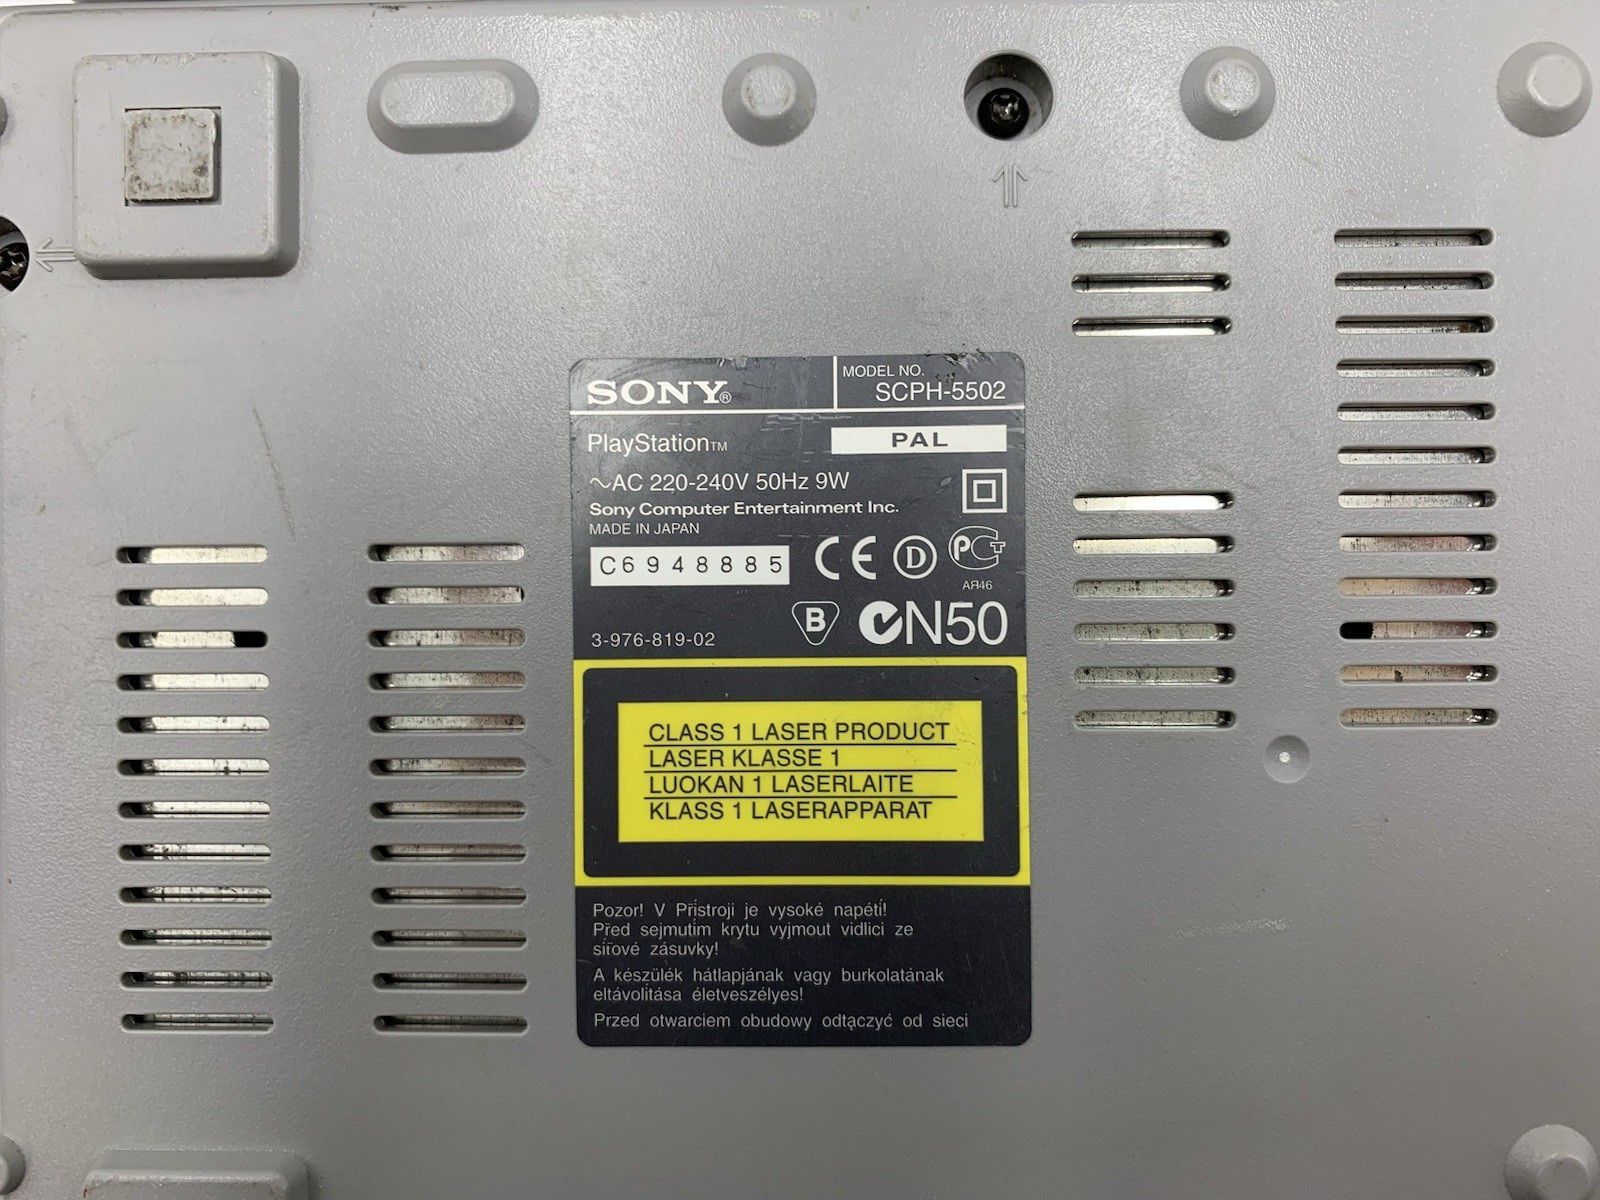 SONY®
MODEL NO.
SCPH-5502
PlayStation™
PAL
~AC 220-240V 50Hz 9W
Sony Computer Entertainment Inc.
MADE IN JAPAN
C6948885
CE D PCT
АЯ46
B N50
3-976-819-02
CLASS 1 LASER PRODUCT
LASER KLASSE 1
LUOKAN 1 LASERLAITE
KLASS 1 LASERAPPARAT
Pozor! V Přístroji je vysoké napětí!
Před sejmutím krytu vyjmout vidlici ze
síťové zásuvky!
A készülék hátlapjának vagy burkolatának
eltávolítása életveszélyes!
Przed otwarciem obudowy odtączyć od sieci